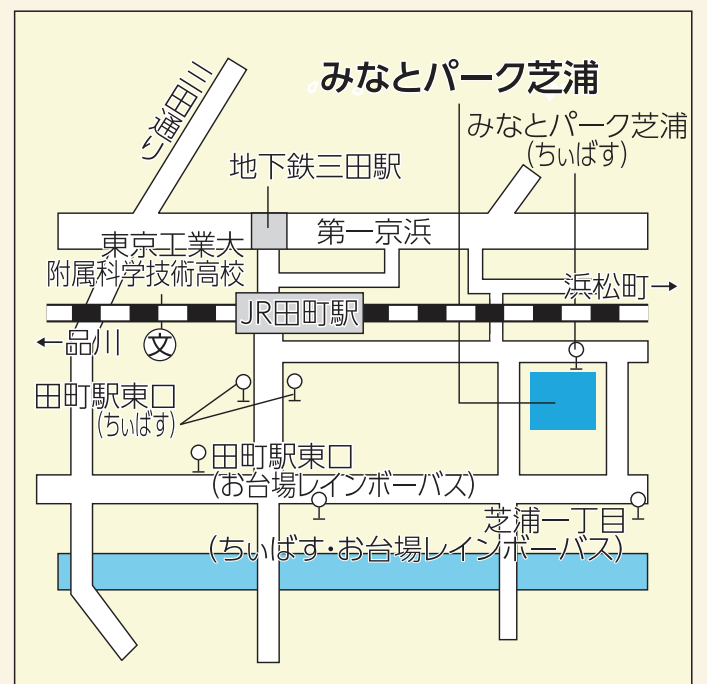 みなとパーク芝浦
三田通り
みなとパーク芝浦
(ちぃばす)
地下鉄三田駅
第一京浜
東京工業大
附属科学技術高校
浜松町→
JR田町駅
←品川
文
田町駅東口
(ちぃばす)
田町駅東口
(お台場レインボーバス)
芝浦一丁目
(ちぃばす・お台場レインボーバス)